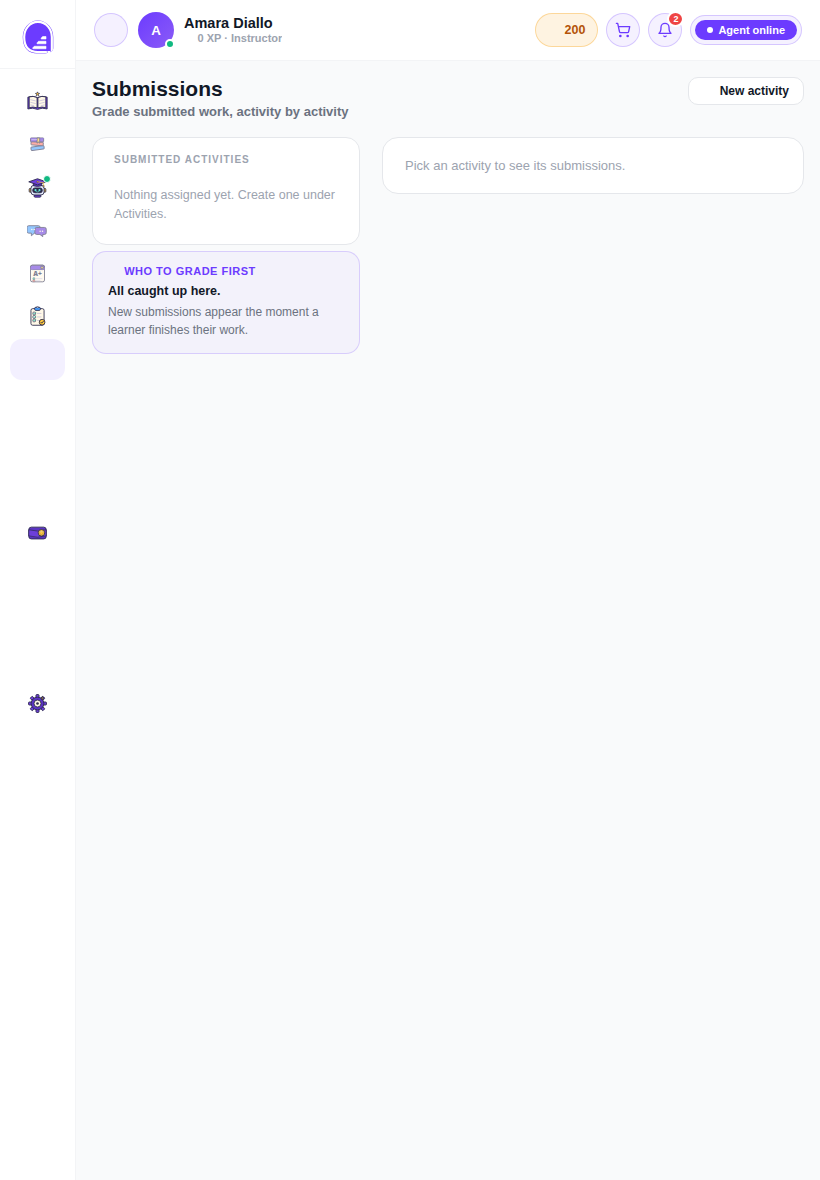 A
Amara Diallo
0 XP · Instructor
200
2
Agent online
Submissions
Grade submitted work, activity by activity
New activity
SUBMITTED ACTIVITIES
Nothing assigned yet. Create one under
Activities.
Pick an activity to see its submissions.
WHO TO GRADE FIRST
All caught up here.
New submissions appear the moment a
learner finishes their work.
A+